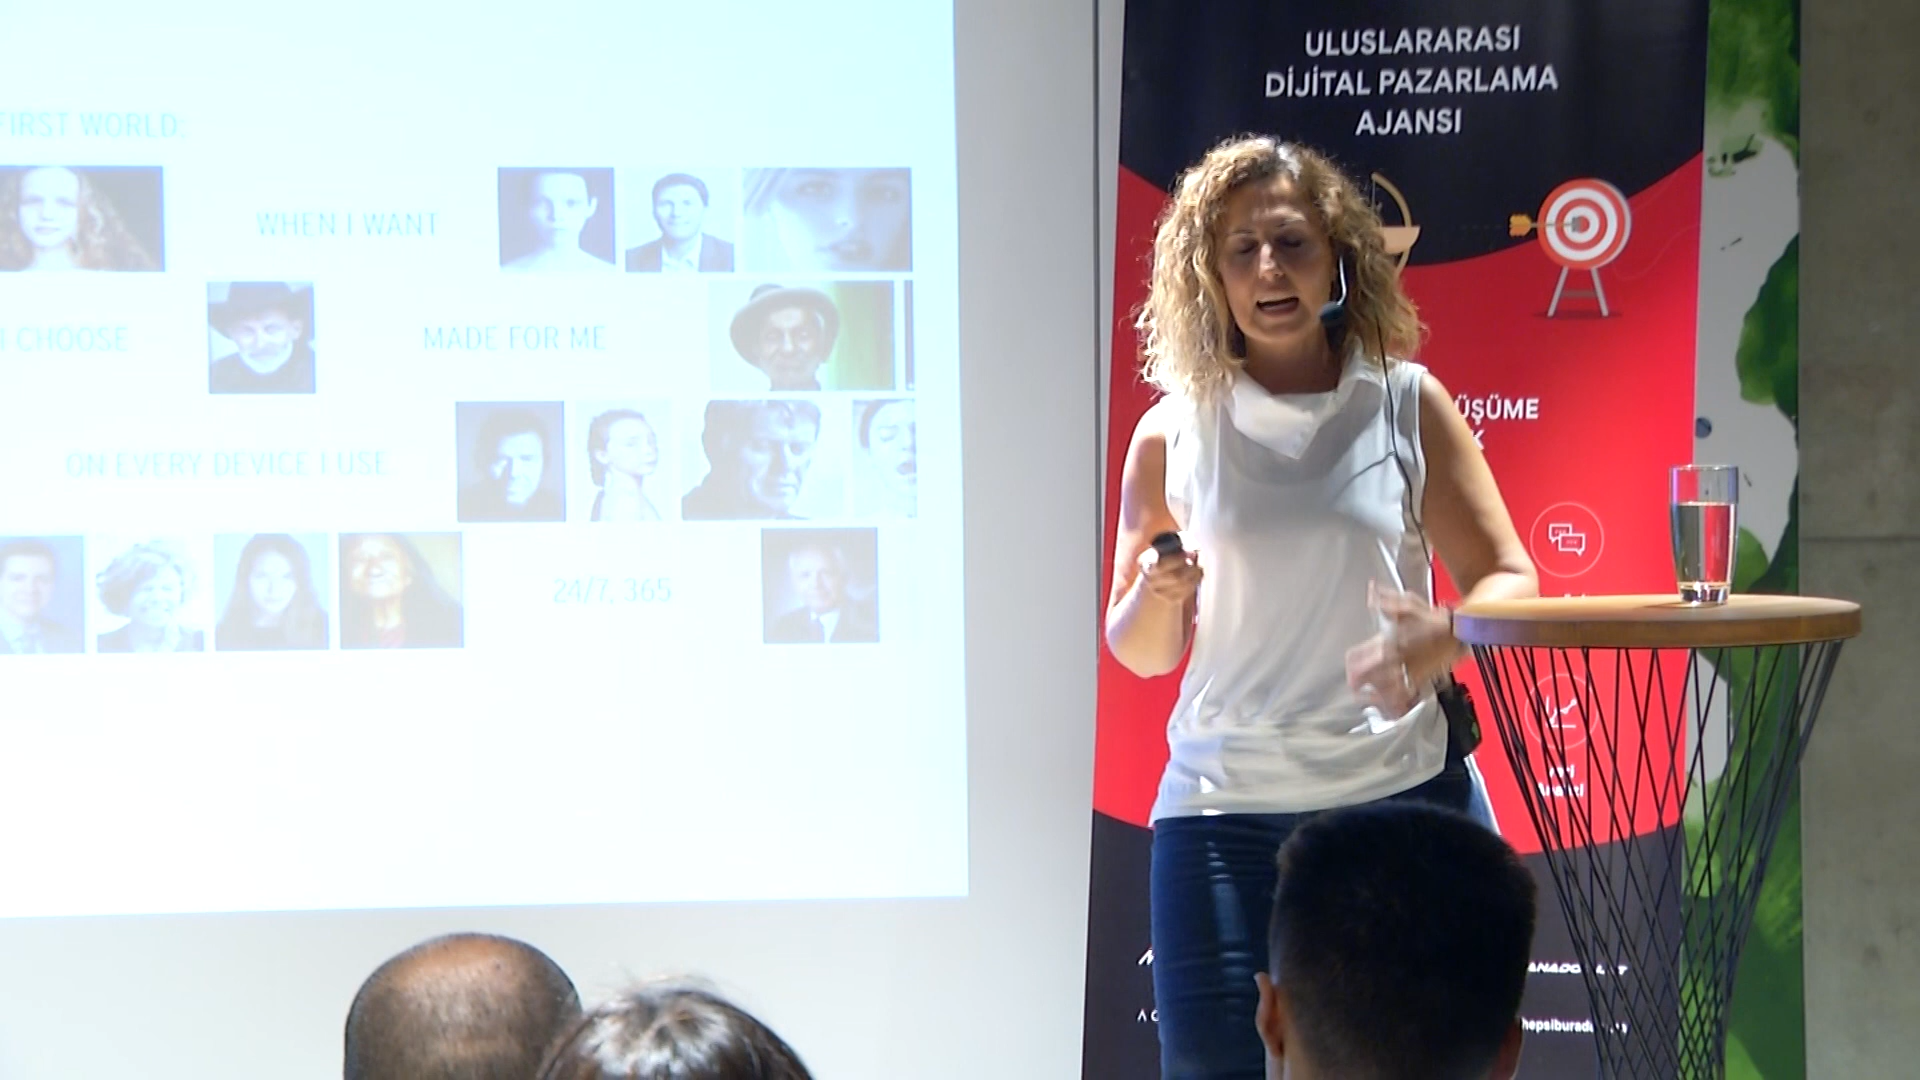 FIRST WORLD:
WHEN I WANT
I CHOOSE
MADE FOR ME
ON EVERY DEVICE I USE.
24/7, 365
ULUSLARARASI
DİJİTAL PAZARLAMA
AJANSI
ÜŞÜME
K